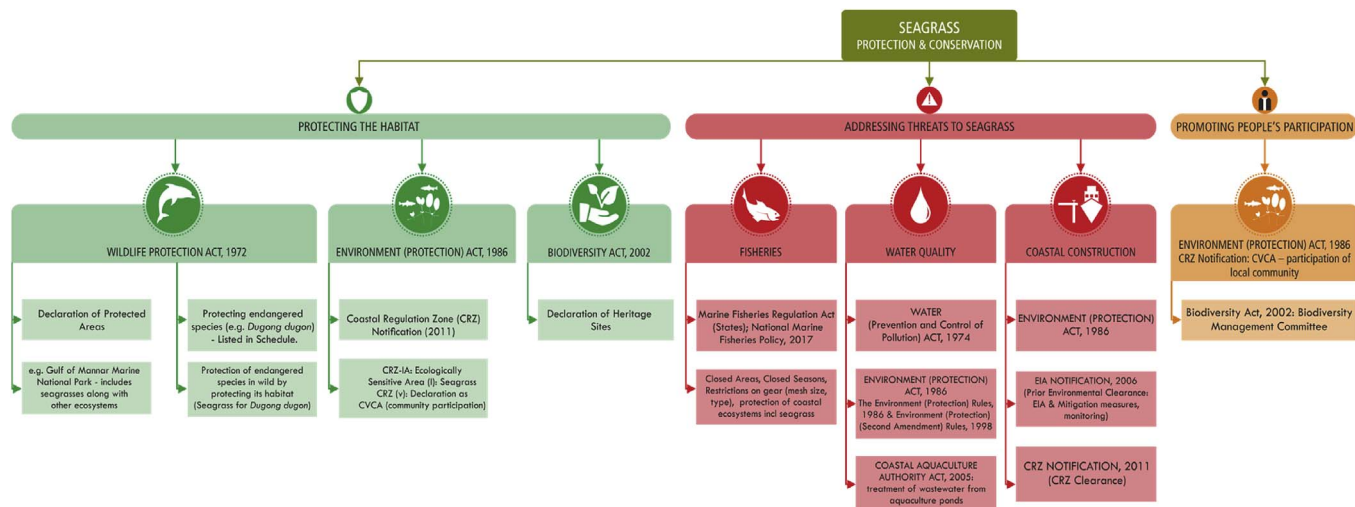 SEAGRASS
PROTECTION & CONSERVATION
PROTECTING THE HABITAT
ADDRESSING THREATS TO SEAGRASS
PROMOTING PEOPLE'S PARTICIPATION
WILDLIFE PROTECTION ACT, 1972
ENVIRONMENT (PROTECTION) ACT, 1986
BIODIVERSITY ACT, 2002
FISHERIES
WATER QUALITY
COASTAL CONSTRUCTION
ENVIRONMENT (PROTECTION) ACT, 1986
CRZ Notification: CVCA – participation of
local community
Declaration of Protected
Areas
e.g. Gulf of Mannar Marine
National Park - includes
seagrasses along with
other ecosystems
Protecting endangered
species (e.g. Dugong dugon)
- Listed in Schedule.
Protection of endangered
species in wild by
protecting its habitat
(Seagrass for Dugong dugon)
Coastal Regulation Zone (CRZ)
Notification (2011)
CRZ-IA: Ecologically
Sensitive Area (I): Seagrass
CRZ (v): Declaration as
CVCA (community participation)
Declaration of Heritage
Sites
Marine Fisheries Regulation Act
(States); National Marine
Fisheries Policy, 2017
Closed Areas, Closed Seasons,
Restrictions on gear (mesh size,
type), protection of coastal
ecosystems incl seagrass
WATER
(Prevention and Control of
Pollution) ACT, 1974
ENVIRONMENT (PROTECTION)
ACT, 1986
The Environment (Protection) Rules,
1986 & Environment (Protection)
(Second Amendment) Rules, 1998
COASTAL AQUACULTURE
AUTHORITY ACT, 2005:
treatment of wastewater from
aquaculture ponds
ENVIRONMENT (PROTECTION)
ACT, 1986
EIA NOTIFICATION, 2006
(Prior Environmental Clearance:
EIA & Mitigation measures,
monitoring)
CRZ NOTIFICATION, 2011
(CRZ Clearance)
Biodiversity Act, 2002: Biodiversity
Management Committee